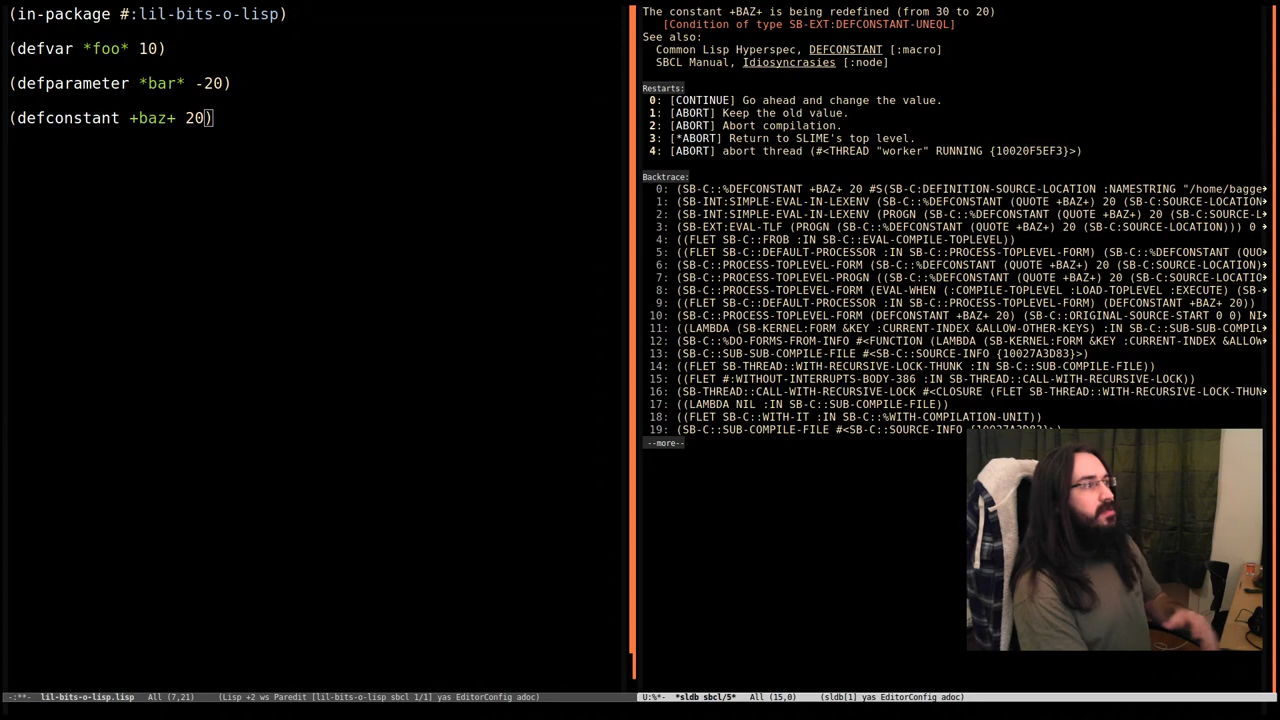 (in-package #:lil-bits-o-lisp)
(defvar *foo* 10)
(defparameter *bar* -20)
(defconstant +baz+ 20)
-:**-  lil-bits-o-lisp.lisp   All (7,21)     (Lisp +2 ws Paredit [lil-bits-o-lisp sbcl 1/1] yas EditorConfig adoc)
The constant +BAZ+ is being redefined (from 30 to 20)
[Condition of type SB-EXT:DEFCONSTANT-UNEQL]
See also:
Common Lisp Hyperspec, DEFCONSTANT [:macro]
SBCL Manual, Idiosyncrasies [:node]
Restarts:
0: [CONTINUE] Go ahead and change the value.
1: [ABORT] Keep the old value.
2: [ABORT] Abort compilation.
3: [*ABORT] Return to SLIME's top level.
4: [ABORT] abort thread (#<THREAD "worker" RUNNING {10020F5EF3}>)
Backtrace:
0: (SB-C::%DEFCONSTANT +BAZ+ 20 #S(SB-C:DEFINITION-SOURCE-LOCATION :NAMESTRING "/home/bagge
1: (SB-INT:SIMPLE-EVAL-IN-LEXENV (SB-C::%DEFCONSTANT (QUOTE +BAZ+) 20 (SB-C:SOURCE-LOCATION
2: (SB-INT:SIMPLE-EVAL-IN-LEXENV (PROGN (SB-C::%DEFCONSTANT (QUOTE +BAZ+) 20 (SB-C:SOURCE-L
3: (SB-EXT:EVAL-TLF (PROGN (SB-C::%DEFCONSTANT (QUOTE +BAZ+) 20 (SB-C:SOURCE-LOCATION))) 0
4: ((FLET SB-C::FROB :IN SB-C::EVAL-COMPILE-TOPLEVEL))
5: ((FLET SB-C::DEFAULT-PROCESSOR :IN SB-C::PROCESS-TOPLEVEL-FORM) (SB-C::%DEFCONSTANT (QUO
6: (SB-C::PROCESS-TOPLEVEL-FORM (SB-C::%DEFCONSTANT (QUOTE +BAZ+) 20 (SB-C:SOURCE-LOCATION)
7: (SB-C::PROCESS-TOPLEVEL-PROGN ((SB-C::%DEFCONSTANT (QUOTE +BAZ+) 20 (SB-C:SOURCE-LOCATIO
8: (SB-C::PROCESS-TOPLEVEL-FORM (EVAL-WHEN (:COMPILE-TOPLEVEL :LOAD-TOPLEVEL :EXECUTE) (SB-
9: ((FLET SB-C::DEFAULT-PROCESSOR :IN SB-C::PROCESS-TOPLEVEL-FORM) (DEFCONSTANT +BAZ+ 20))
10: (SB-C::PROCESS-TOPLEVEL-FORM (DEFCONSTANT +BAZ+ 20) (SB-C::ORIGINAL-SOURCE-START 0 0) NI
11: ((LAMBDA (SB-KERNEL:FORM &KEY :CURRENT-INDEX &ALLOW-OTHER-KEYS) :IN SB-C::SUB-SUB-COMPIL
12: (SB-C::%DO-FORMS-FROM-INFO #<FUNCTION (LAMBDA (SB-KERNEL:FORM &KEY :CURRENT-INDEX &ALLOW
13: (SB-C::SUB-SUB-COMPILE-FILE #<SB-C::SOURCE-INFO {10027A3D83}>)
14: ((FLET SB-THREAD::WITH-RECURSIVE-LOCK-THUNK :IN SB-C::SUB-COMPILE-FILE))
15: ((FLET #:WITHOUT-INTERRUPTS-BODY-386 :IN SB-THREAD::CALL-WITH-RECURSIVE-LOCK))
16: (SB-THREAD::CALL-WITH-RECURSIVE-LOCK #<CLOSURE (FLET SB-THREAD::WITH-RECURSIVE-LOCK-THUN
17: ((LAMBDA NIL :IN SB-C::SUB-COMPILE-FILE))
18: ((FLET SB-C::WITH-IT :IN SB-C::%WITH-COMPILATION-UNIT))
19: (SB-C::SUB-COMPILE-FILE #<SB-C::SOURCE-INFO {10027A3D83}>)
--more--
U:%*-  *sldb sbcl/5*   All (15,0)     (sldb[1] yas EditorConfig adoc)